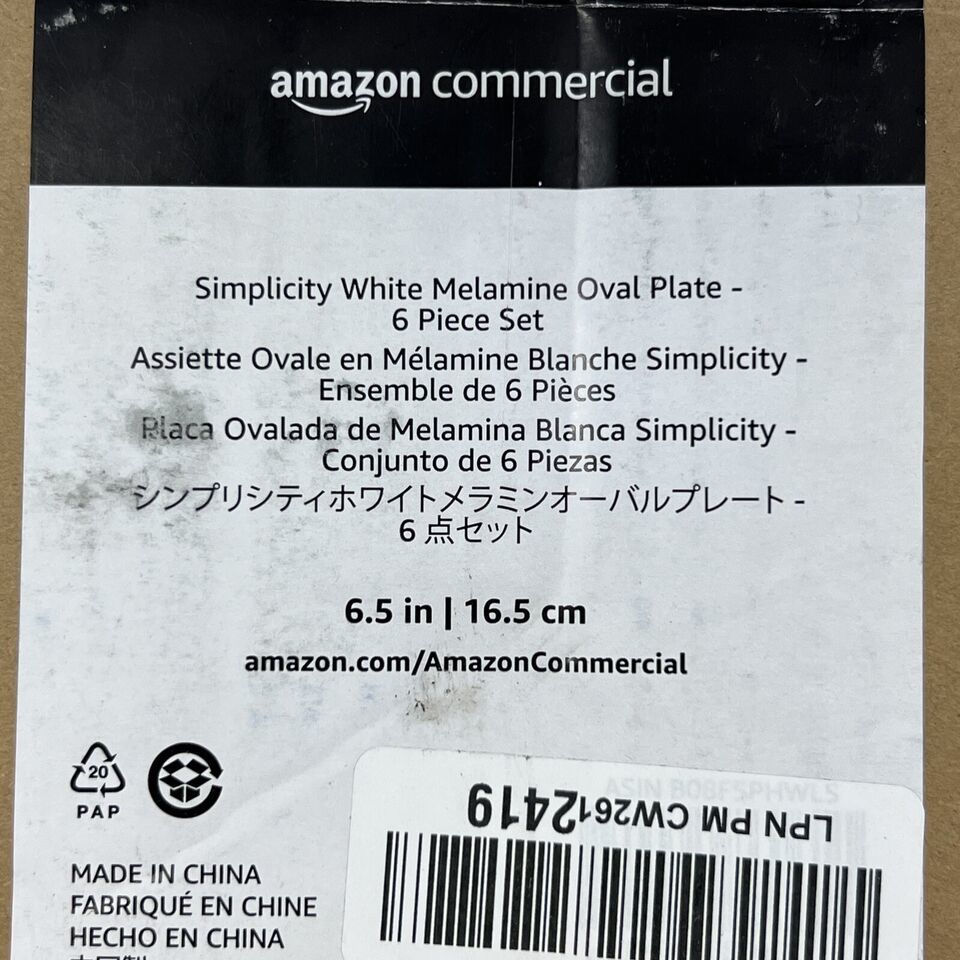 amazon commercial
Simplicity White Melamine Oval Plate -
6 Piece Set
Assiette Ovale en Mélamine Blanche Simplicity -
Ensemble de 6 Pièces
Placa Ovalada de Melamina Blanca Simplicity -
Conjunto de 6 Piezas
シンプリシティホワイトメラミンオーバルプレート -
6 点セット
6.5 in | 16.5 cm
amazon.com/AmazonCommercial
20
PAP
ASIN B08F5PHWLS
LPN PM CW2612419
MADE IN CHINA
FABRIQUÉ EN CHINE
HECHO EN CHINA